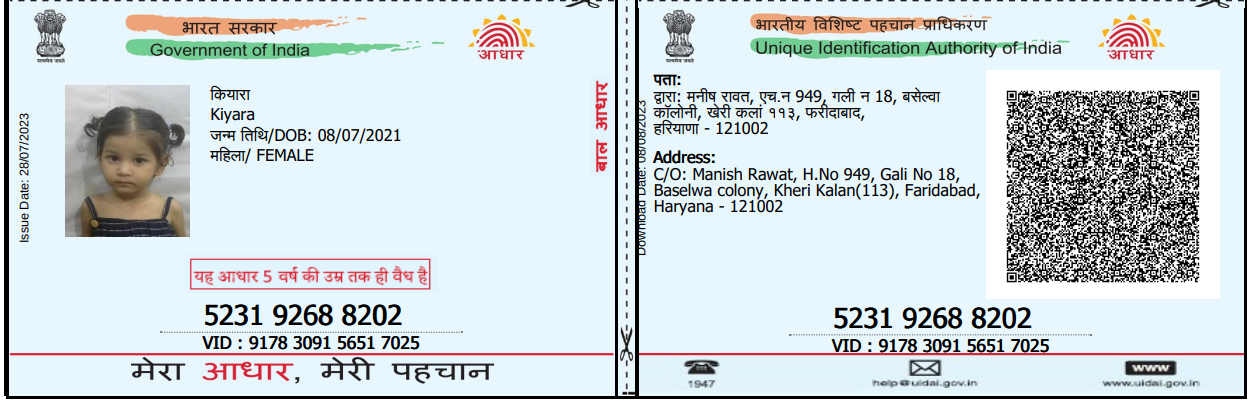 भारत सरकार
Government of India
सत्यमेव जयते
आधार
Issue Date: 28/07/2023
कियारा
Kiyara
जन्म तिथि/DOB: 08/07/2021
महिला/ FEMALE
बाल आधार
यह आधार 5 वर्ष की उम्र तक ही वैध है
5231 9268 8202
VID : 9178 3091 5651 7025
मेरा आधार, मेरी पहचान
भारतीय विशिष्ट पहचान प्राधिकरण
Unique Identification Authority of India
सत्यमेव जयते
आधार
Download Date: 08/08/2023
पता:
द्वारा: मनीष रावत, एच.न 949, गली न 18, बसेल्वा
कॉलोनी, खेरी कलां ११३, फरीदाबाद,
हरियाणा - 121002
Address:
C/O: Manish Rawat, H.No 949, Gali No 18,
Baselwa colony, Kheri Kalan(113), Faridabad,
Haryana - 121002
5231 9268 8202
VID : 9178 3091 5651 7025
1947
help@uidai.gov.in
www
www.uidai.gov.in